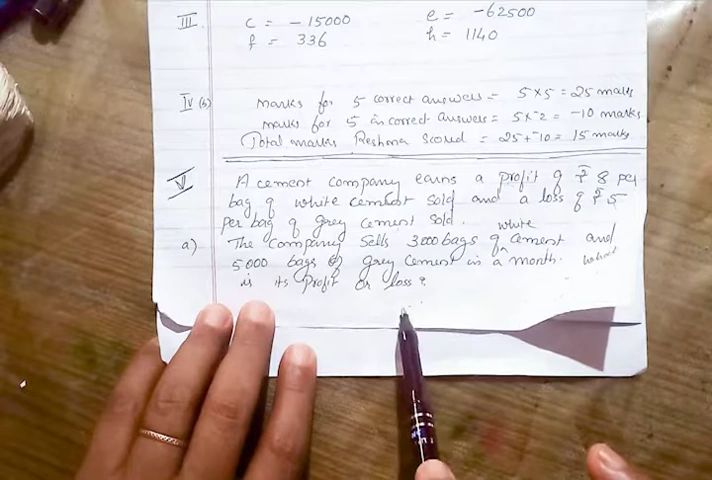 III c = -15000 e = -62500
f = 336 h = 1140
IV (b) marks for 5 correct answers = 5 x 5 = 25 marks
marks for 5 incorrect answers = 5 x -2 = -10 marks
Total marks Reshma scored = 25 + -10 = 15 marks
V A cement company earns a profit of ₹ 8 per
bag of white cement sold and a loss of ₹ 5
per bag of grey cement sold.
white
a) The company sells 3000 bags of cement and
5000 bags of grey cement in a month. what
is its profit or loss?